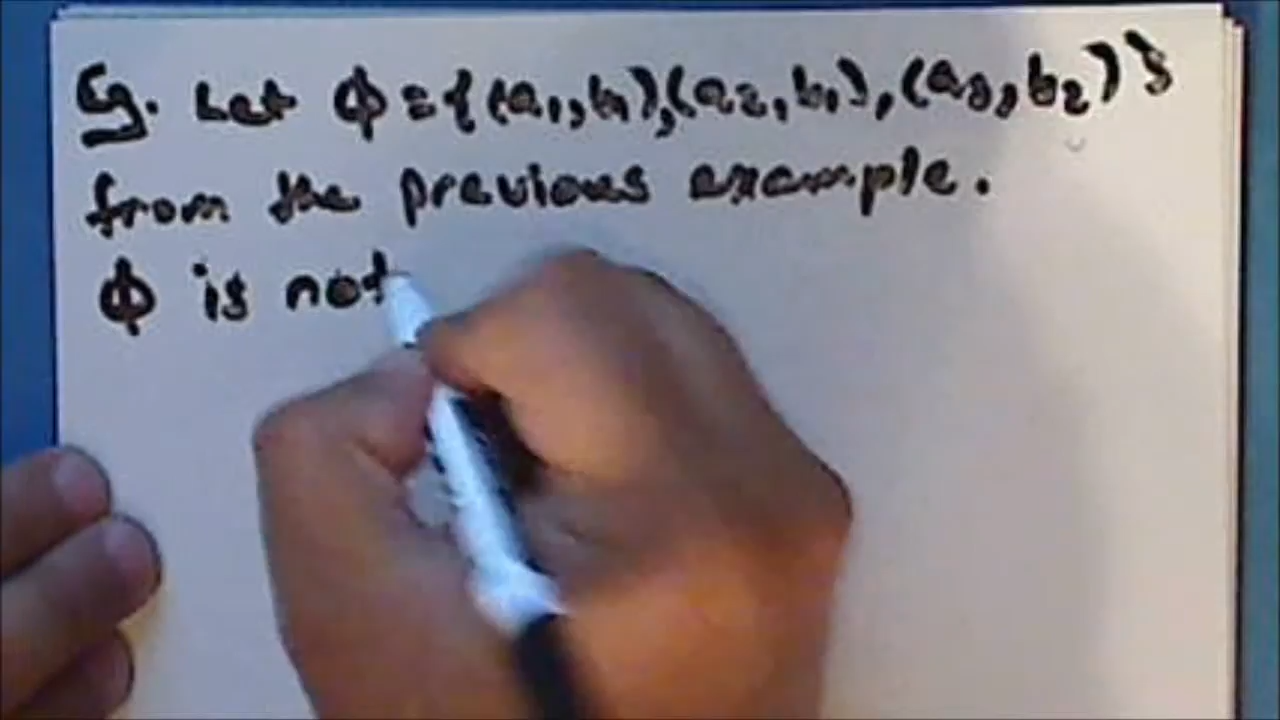 Eg. Let Φ={(a₁,b₁),(a₂,b₁),(a₃,b₂)}
from the previous example.
Φ is not